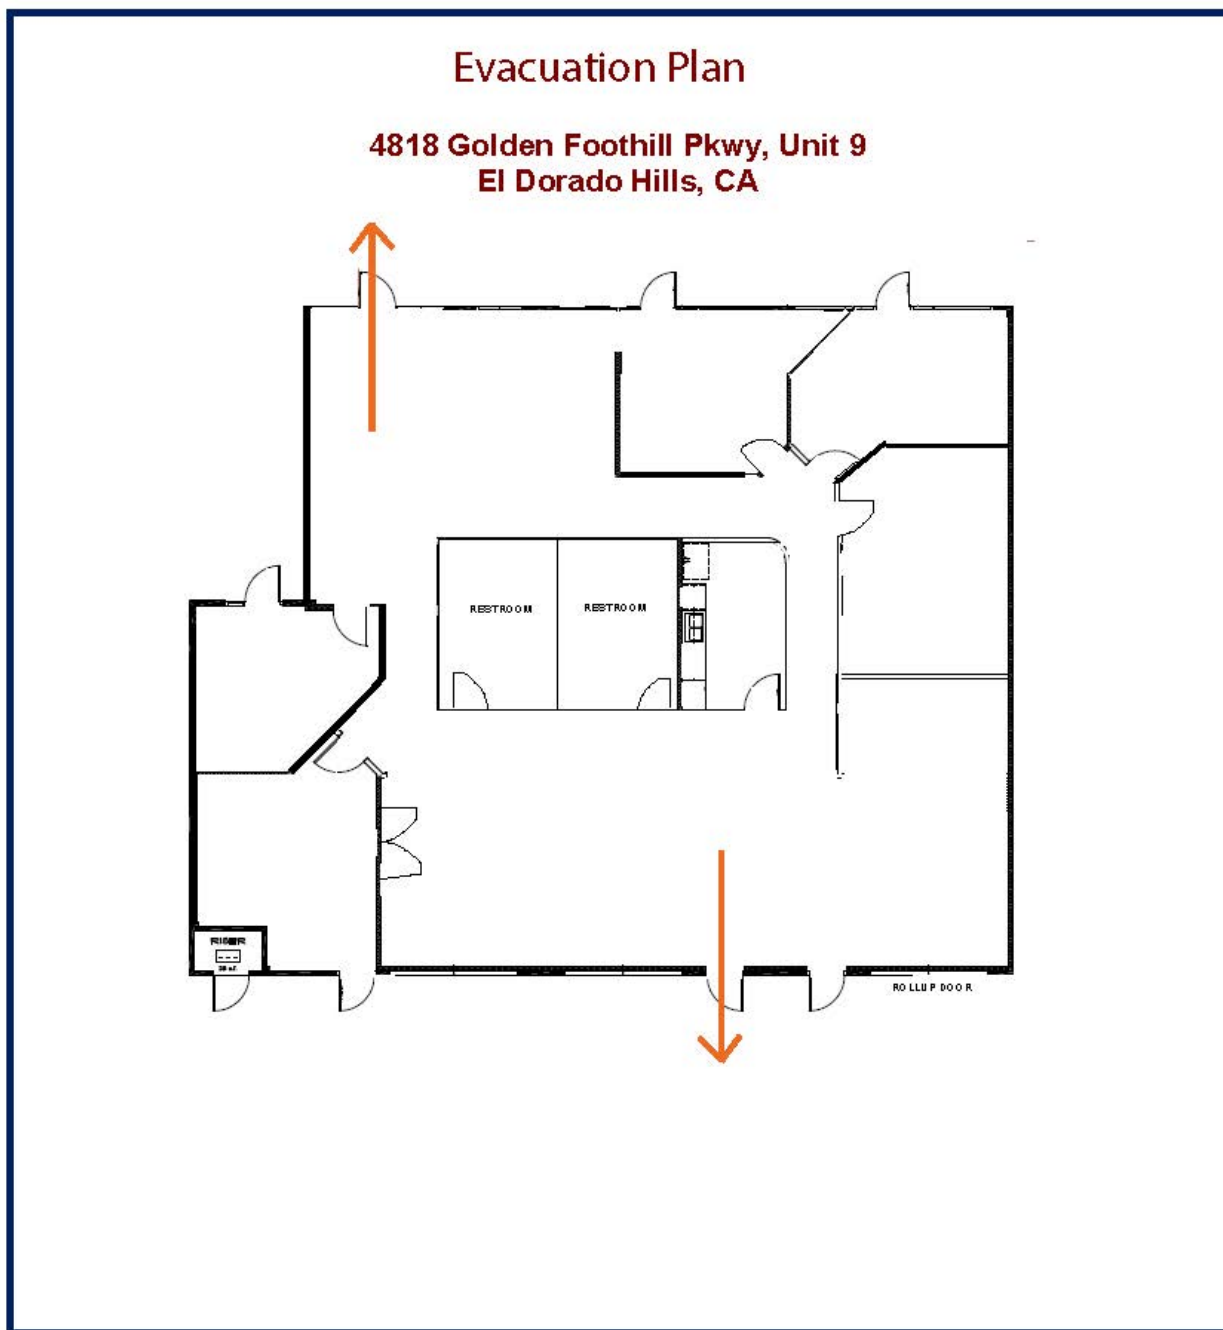 Evacuation Plan
4818 Golden Foothill Pkwy, Unit 9
El Dorado Hills, CA
RESTROOM
RESTROOM
RISER
ROLLUP DOOR